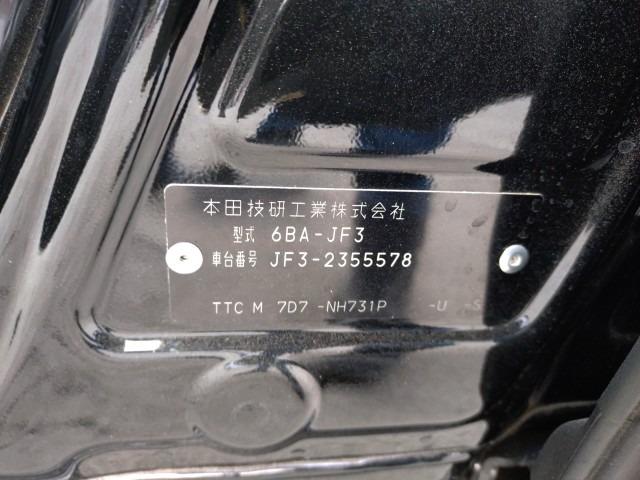 本田技研工業株式会社
型式 6BA-JF3
車台番号 JF3-2355578
TTC M 7D7 -NH731P -U -S